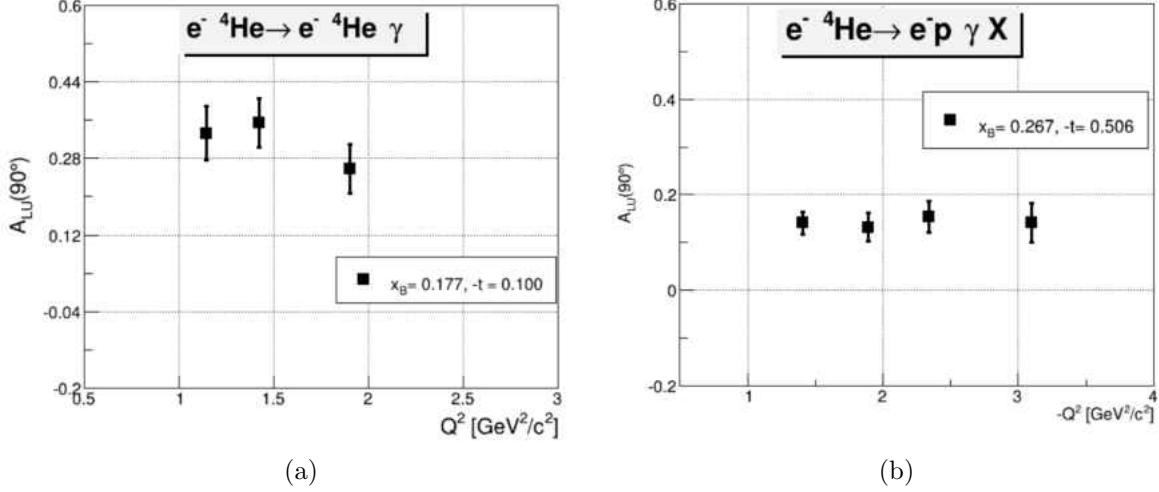 e⁻ ⁴He→ e⁻ ⁴He γ
0.6
0.44
0.28
0.12
-0.04
-0.2
A_LU(90°)
x_B= 0.177, -t = 0.100
0.5 1 1.5 2 2.5 3
Q² [GeV²/c²]
(a)
e⁻ ⁴He→ e⁻p γ X
0.6
0.4
0.2
0
-0.2
A_LU(90°)
x_B= 0.267, -t= 0.506
1 2 3 4
-Q² [GeV²/c²]
(b)